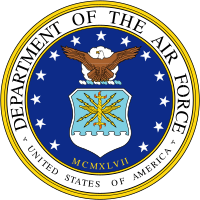 DEPARTMENT OF THE AIR FORCE
MCMXLVII
UNITED STATES OF AMERICA